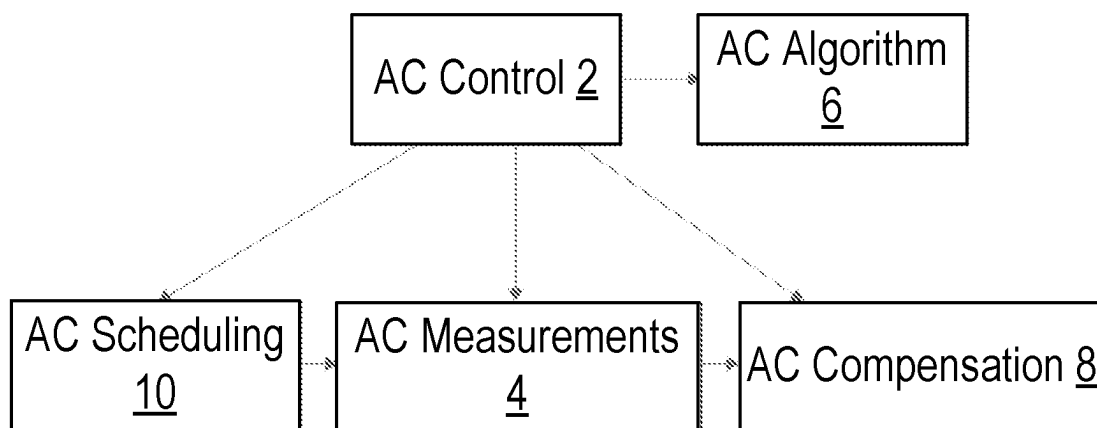 AC Control 2
AC Algorithm
6
AC Scheduling
10
AC Measurements
4
AC Compensation 8